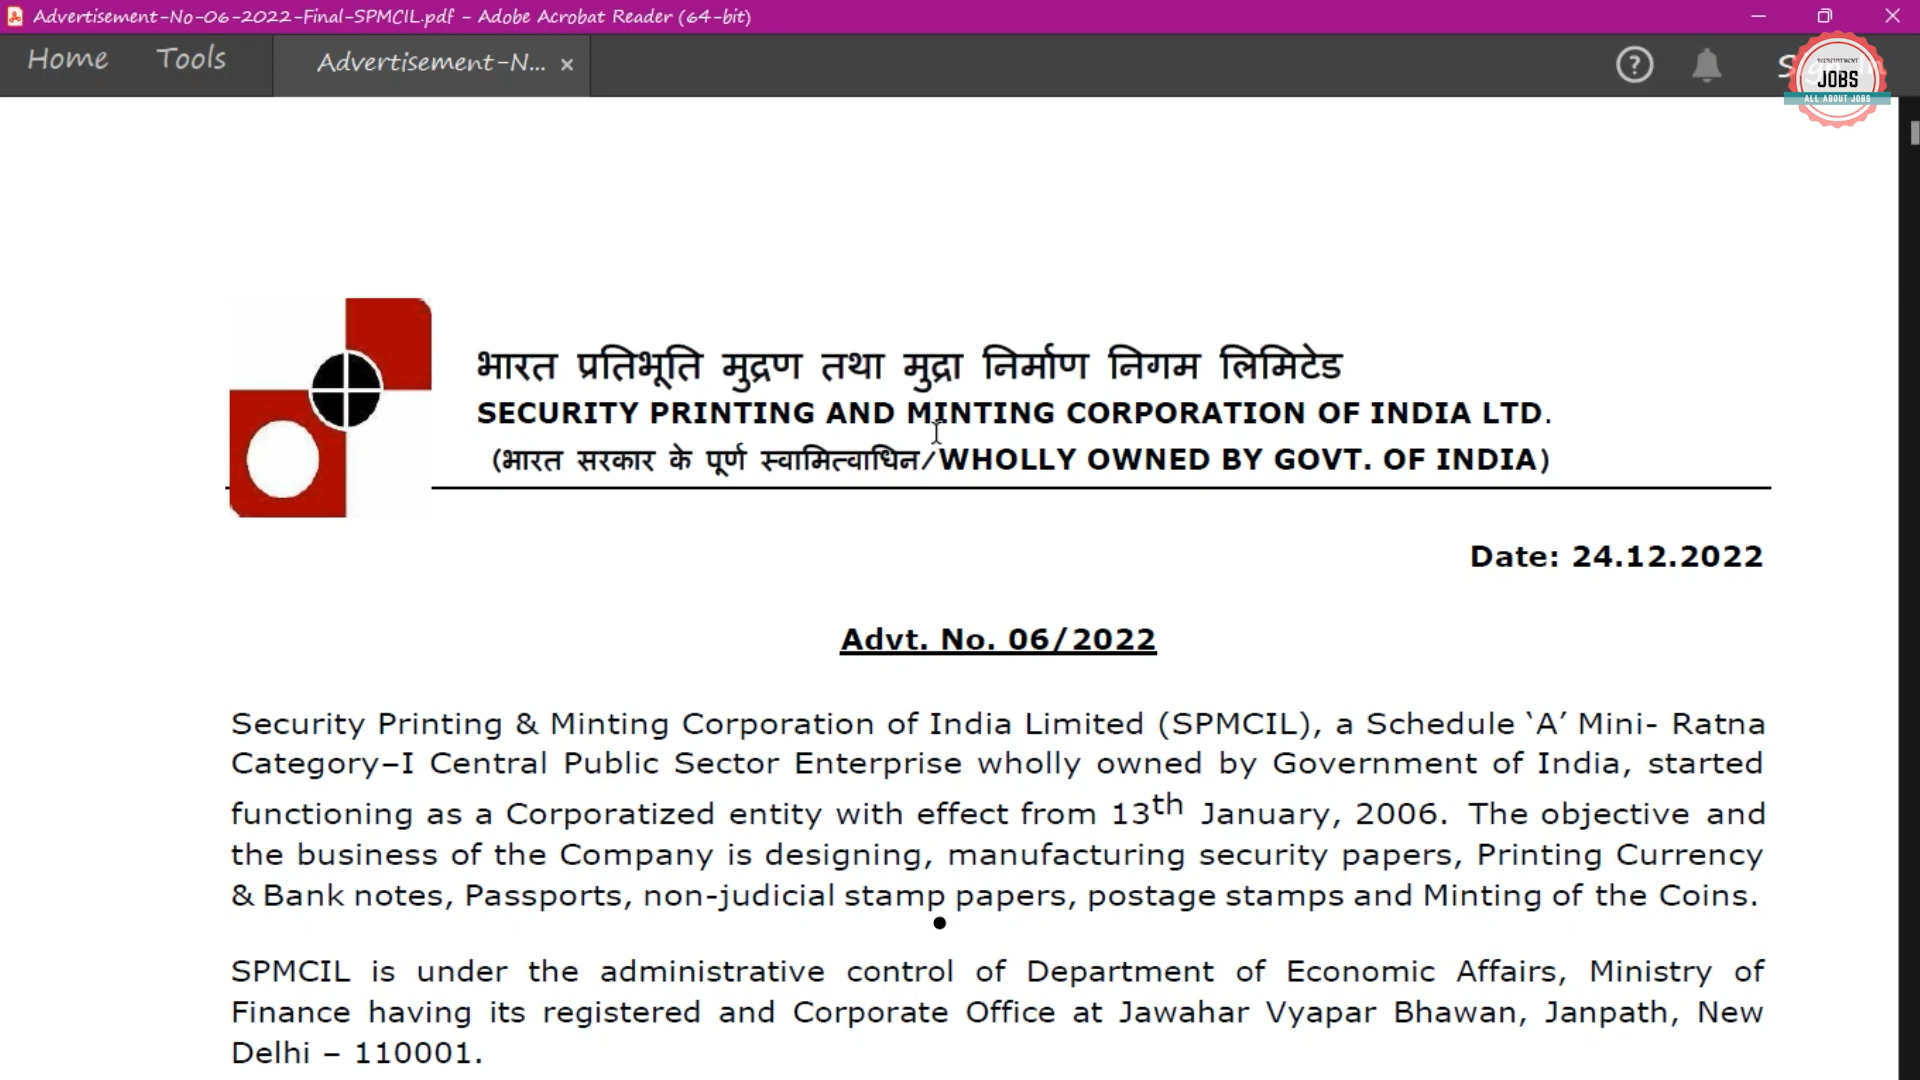 Advertisement-No-06-2022-Final-SPMCIL.pdf - Adobe Acrobat Reader (64-bit)
Home Tools Advertisement-N... ×
RECRUITMENT
JOBS
ALL ABOUT JOBS
भारत प्रतिभूति मुद्रण तथा मुद्रा निर्माण निगम लिमिटेड
SECURITY PRINTING AND MINTING CORPORATION OF INDIA LTD.
(भारत सरकार के पूर्ण स्वामित्वाधिन/WHOLLY OWNED BY GOVT. OF INDIA)
Date: 24.12.2022
Advt. No. 06/2022
Security Printing & Minting Corporation of India Limited (SPMCIL), a Schedule ‘A’ Mini- Ratna
Category–I Central Public Sector Enterprise wholly owned by Government of India, started
functioning as a Corporatized entity with effect from 13th January, 2006. The objective and
the business of the Company is designing, manufacturing security papers, Printing Currency
& Bank notes, Passports, non-judicial stamp papers, postage stamps and Minting of the Coins.
SPMCIL is under the administrative control of Department of Economic Affairs, Ministry of
Finance having its registered and Corporate Office at Jawahar Vyapar Bhawan, Janpath, New
Delhi – 110001.